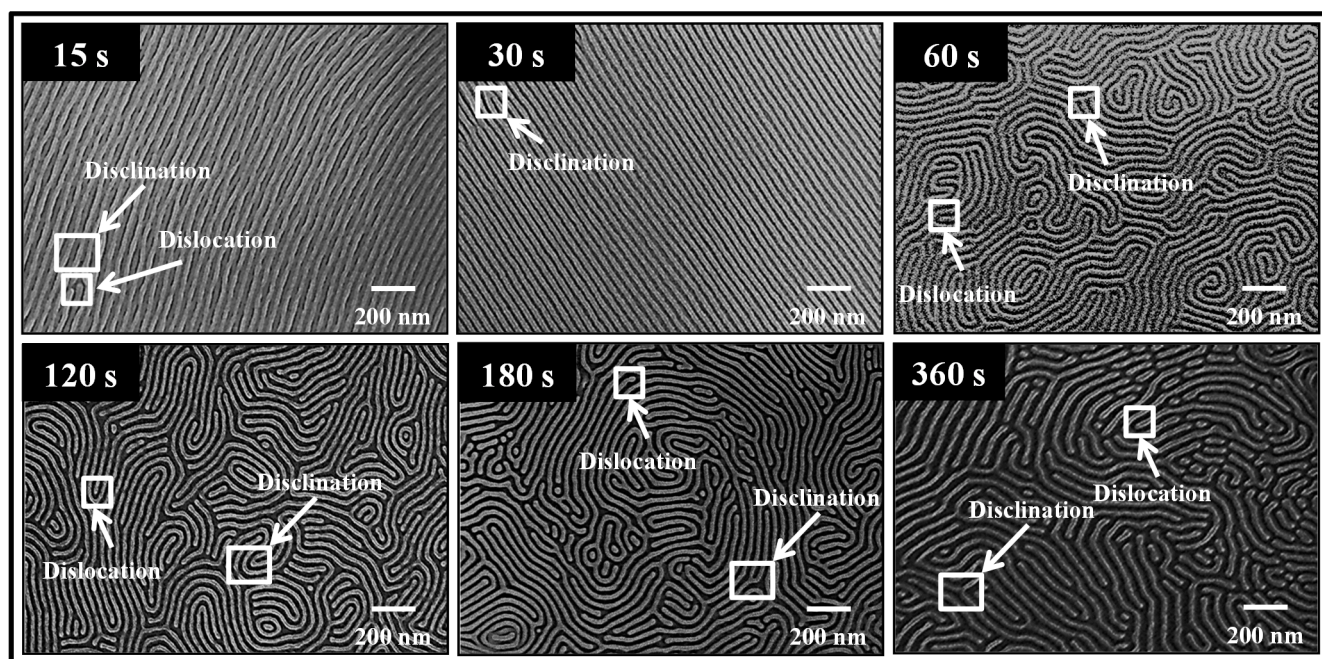 15 s
Disclination
Dislocation
200 nm
30 s
Disclination
200 nm
60 s
Disclination
Dislocation
200 nm
120 s
Disclination
Dislocation
200 nm
180 s
Dislocation
Disclination
200 nm
360 s
Dislocation
Disclination
200 nm